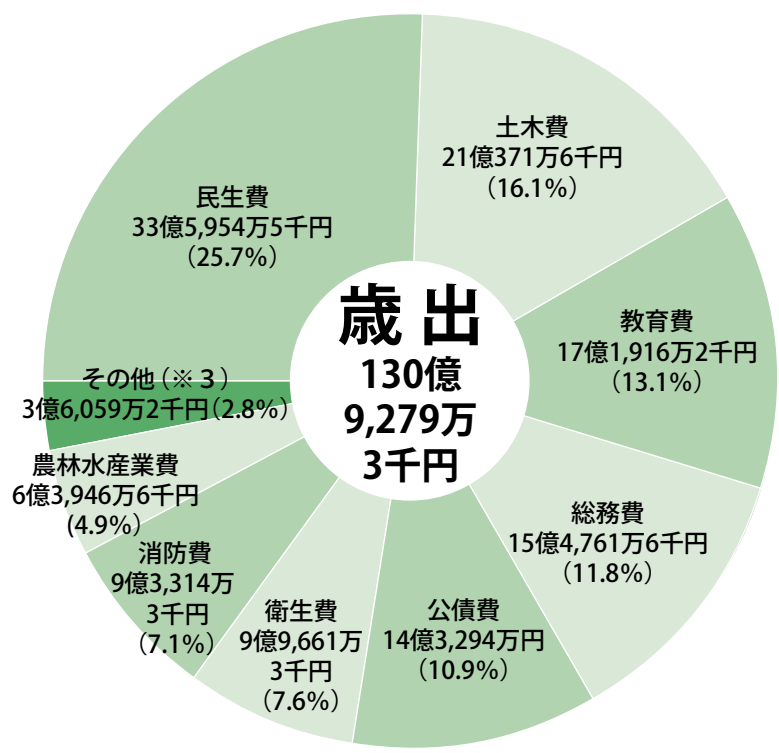 歳出
130億
9,279万
3千円
民生費
33億5,954万5千円
（25.7%）
土木費
21億371万6千円
（16.1%）
教育費
17億1,916万2千円
（13.1%）
総務費
15億4,761万6千円
（11.8%）
公債費
14億3,294万円
（10.9%）
衛生費
9億9,661万
3千円
（7.6%）
消防費
9億3,314万
3千円
（7.1%）
農林水産業費
6億3,946万6千円
(4.9%)
その他（※３）
3億6,059万2千円（2.8%）